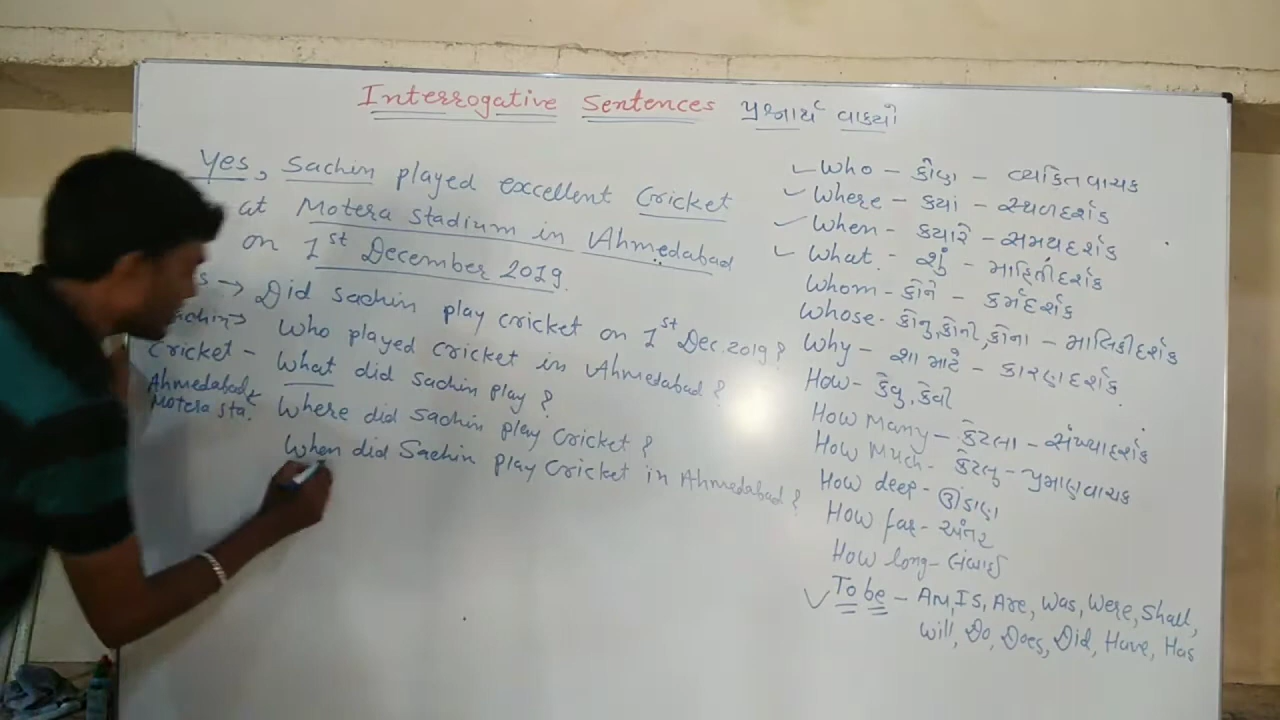 Interrogative Sentences પ્રશ્નાર્થ વાક્યો
Yes, Sachin played excellent Cricket
at Motera Stadium in Ahmedabad
on 1st December 2019.
s → Did Sachin play cricket on 1st Dec. 2019?
achin → Who played cricket in Ahmedabad?
Cricket - What did Sachin play?
Ahmedabad &
Motera sta. Where did Sachin play Cricket?
When did Sachin play Cricket in Ahmedabad?
✓ Who - કોણ - વ્યકિતવાચક
✓ Where - કયાં - સ્થળદર્શક
✓ When - કયારે - સમયદર્શક
✓ What - શું - માહિતીદર્શક
Whom - કોને - કર્મદર્શક
Whose - કોનુ, કોની, કોના - માલિકીદર્શક
Why - શા માટે - કારણદર્શક
How - કેવુ, કેવી
How Many - કેટલા - સંખ્યાદર્શક
How Much - કેટલુ - પ્રમાણવાચક
How deep - ઊંડાણ
How far - અંતર
How long - લંબાઈ
✓ To be - Am, Is, Are, Was, Were, Shall,
Will, Do, Does, Did, Have, Has